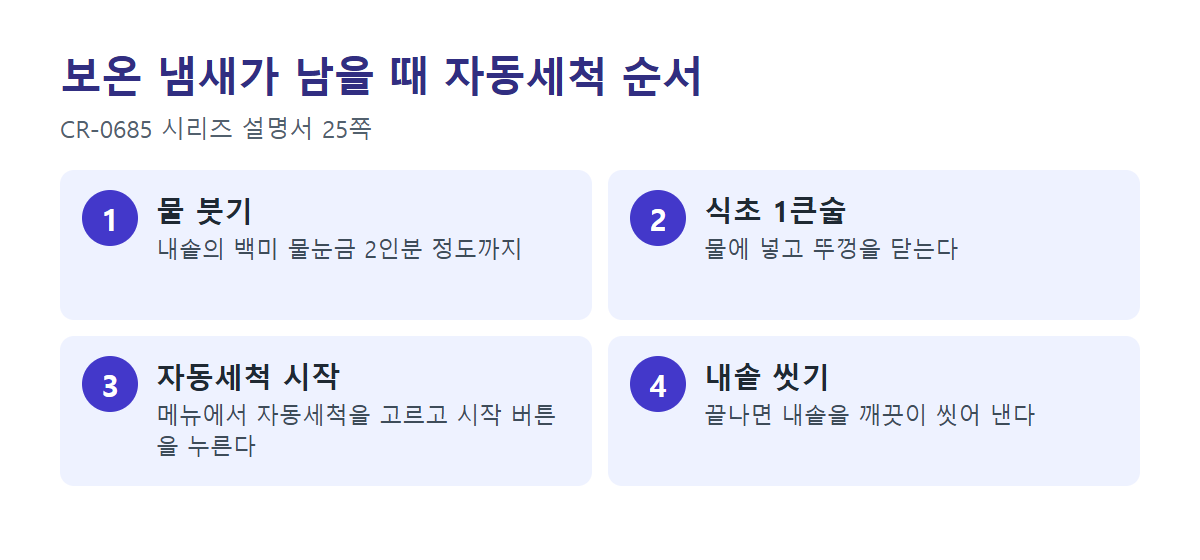 보온 냄새가 남을 때 자동세척 순서
CR-0685 시리즈 설명서 25쪽
1
물 붓기
내솥의 백미 물눈금 2인분 정도까지
2
식초 1큰술
물에 넣고 뚜껑을 닫는다
3
자동세척 시작
메뉴에서 자동세척을 고르고 시작 버튼
을 누른다
4
내솥 씻기
끝나면 내솥을 깨끗이 씻어 낸다